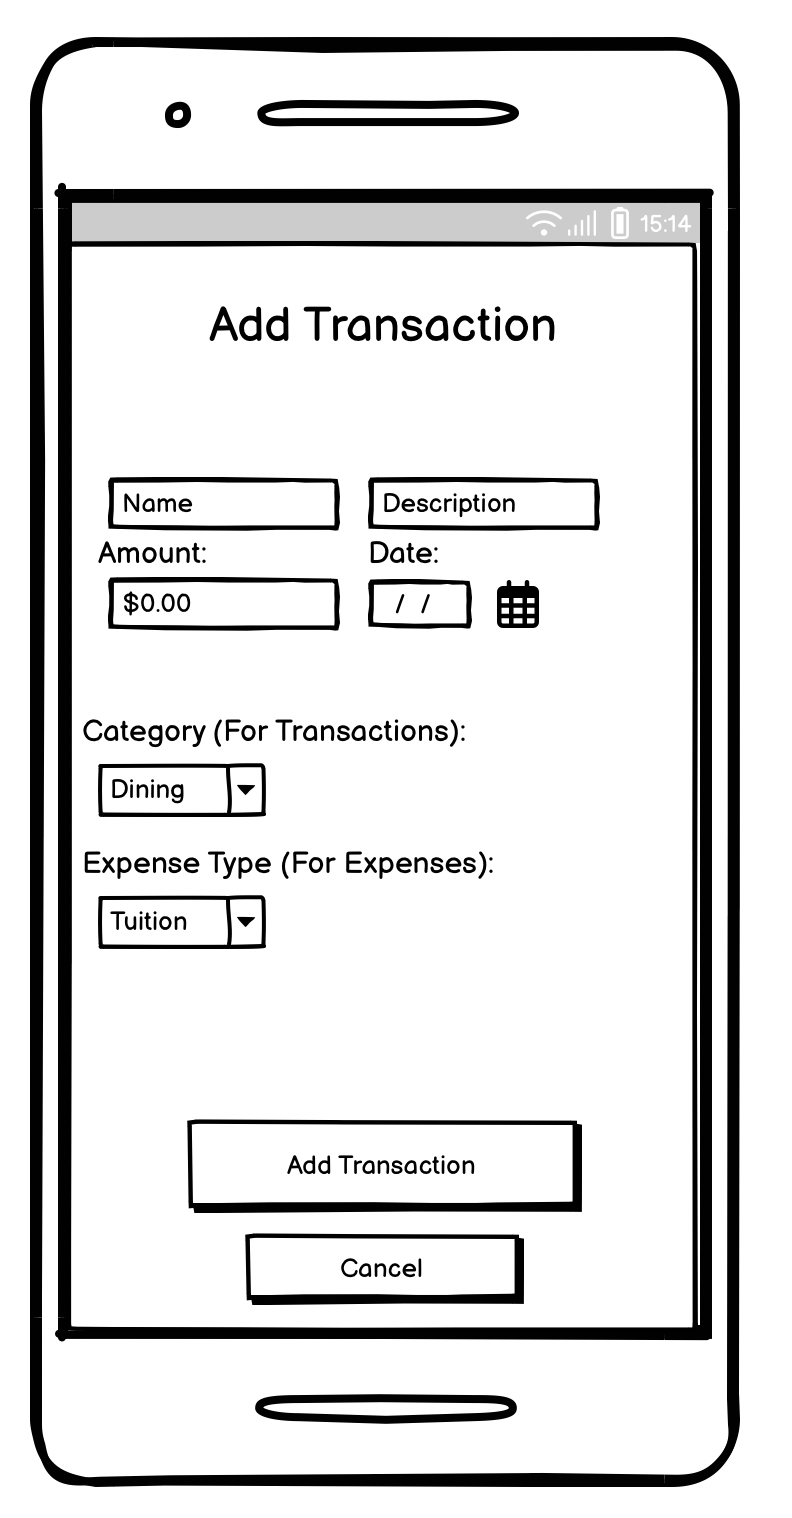 15:14
Add Transaction
Name Description
Amount: Date:
$0.00 / /
Category (For Transactions):
Dining
Expense Type (For Expenses):
Tuition
Add Transaction
Cancel